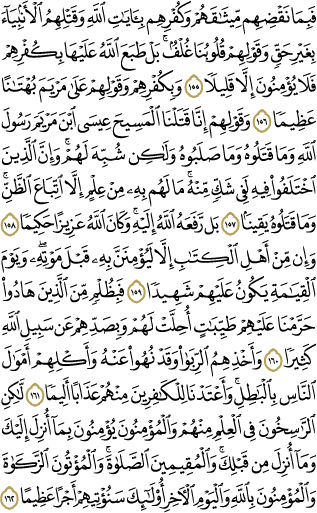 فَبِمَا نَقْضِهِم مِّيثَٰقَهُمْ وَكُفْرِهِم بِـَٔايَٰتِ ٱللَّهِ وَقَتْلِهِمُ ٱلْأَنۢبِيَآءَ
بِغَيْرِ حَقٍّ وَقَوْلِهِمْ قُلُوبُنَا غُلْفٌۢ ۚ بَلْ طَبَعَ ٱللَّهُ عَلَيْهَا بِكُفْرِهِمْ
فَلَا يُؤْمِنُونَ إِلَّا قَلِيلًا ١٥٥ وَبِكُفْرِهِمْ وَقَوْلِهِمْ عَلَىٰ مَرْيَمَ بُهْتَٰنًا
عَظِيمًا ١٥٦ وَقَوْلِهِمْ إِنَّا قَتَلْنَا ٱلْمَسِيحَ عِيسَى ٱبْنَ مَرْيَمَ رَسُولَ
ٱللَّهِ وَمَا قَتَلُوهُ وَمَا صَلَبُوهُ وَلَٰكِن شُبِّهَ لَهُمْ ۚ وَإِنَّ ٱلَّذِينَ
ٱخْتَلَفُوا۟ فِيهِ لَفِى شَكٍّ مِّنْهُ ۚ مَا لَهُم بِهِۦ مِنْ عِلْمٍ إِلَّا ٱتِّبَاعَ ٱلظَّنِّ ۚ
وَمَا قَتَلُوهُ يَقِينًۢا ١٥٧ بَل رَّفَعَهُ ٱللَّهُ إِلَيْهِ ۚ وَكَانَ ٱللَّهُ عَزِيزًا حَكِيمًا ١٥٨
وَإِن مِّنْ أَهْلِ ٱلْكِتَٰبِ إِلَّا لَيُؤْمِنَنَّ بِهِۦ قَبْلَ مَوْتِهِۦ ۖ وَيَوْمَ
ٱلْقِيَٰمَةِ يَكُونُ عَلَيْهِمْ شَهِيدًا ١٥٩ فَبِظُلْمٍ مِّنَ ٱلَّذِينَ هَادُوا۟
حَرَّمْنَا عَلَيْهِمْ طَيِّبَٰتٍ أُحِلَّتْ لَهُمْ وَبِصَدِّهِمْ عَن سَبِيلِ ٱللَّهِ
كَثِيرًا ١٦٠ وَأَخْذِهِمُ ٱلرِّبَوٰا۟ وَقَدْ نُهُوا۟ عَنْهُ وَأَكْلِهِمْ أَمْوَٰلَ
ٱلنَّاسِ بِٱلْبَٰطِلِ ۚ وَأَعْتَدْنَا لِلْكَٰفِرِينَ مِنْهُمْ عَذَابًا أَلِيمًا ١٦١ لَّٰكِنِ
ٱلرَّٰسِخُونَ فِى ٱلْعِلْمِ مِنْهُمْ وَٱلْمُؤْمِنُونَ يُؤْمِنُونَ بِمَآ أُنزِلَ إِلَيْكَ
وَمَآ أُنزِلَ مِن قَبْلِكَ ۚ وَٱلْمُقِيمِينَ ٱلصَّلَوٰةَ ۚ وَٱلْمُؤْتُونَ ٱلزَّكَوٰةَ
وَٱلْمُؤْمِنُونَ بِٱللَّهِ وَٱلْيَوْمِ ٱلْـَٔاخِرِ أُو۟لَٰٓئِكَ سَنُؤْتِيهِمْ أَجْرًا عَظِيمًا ١٦٢